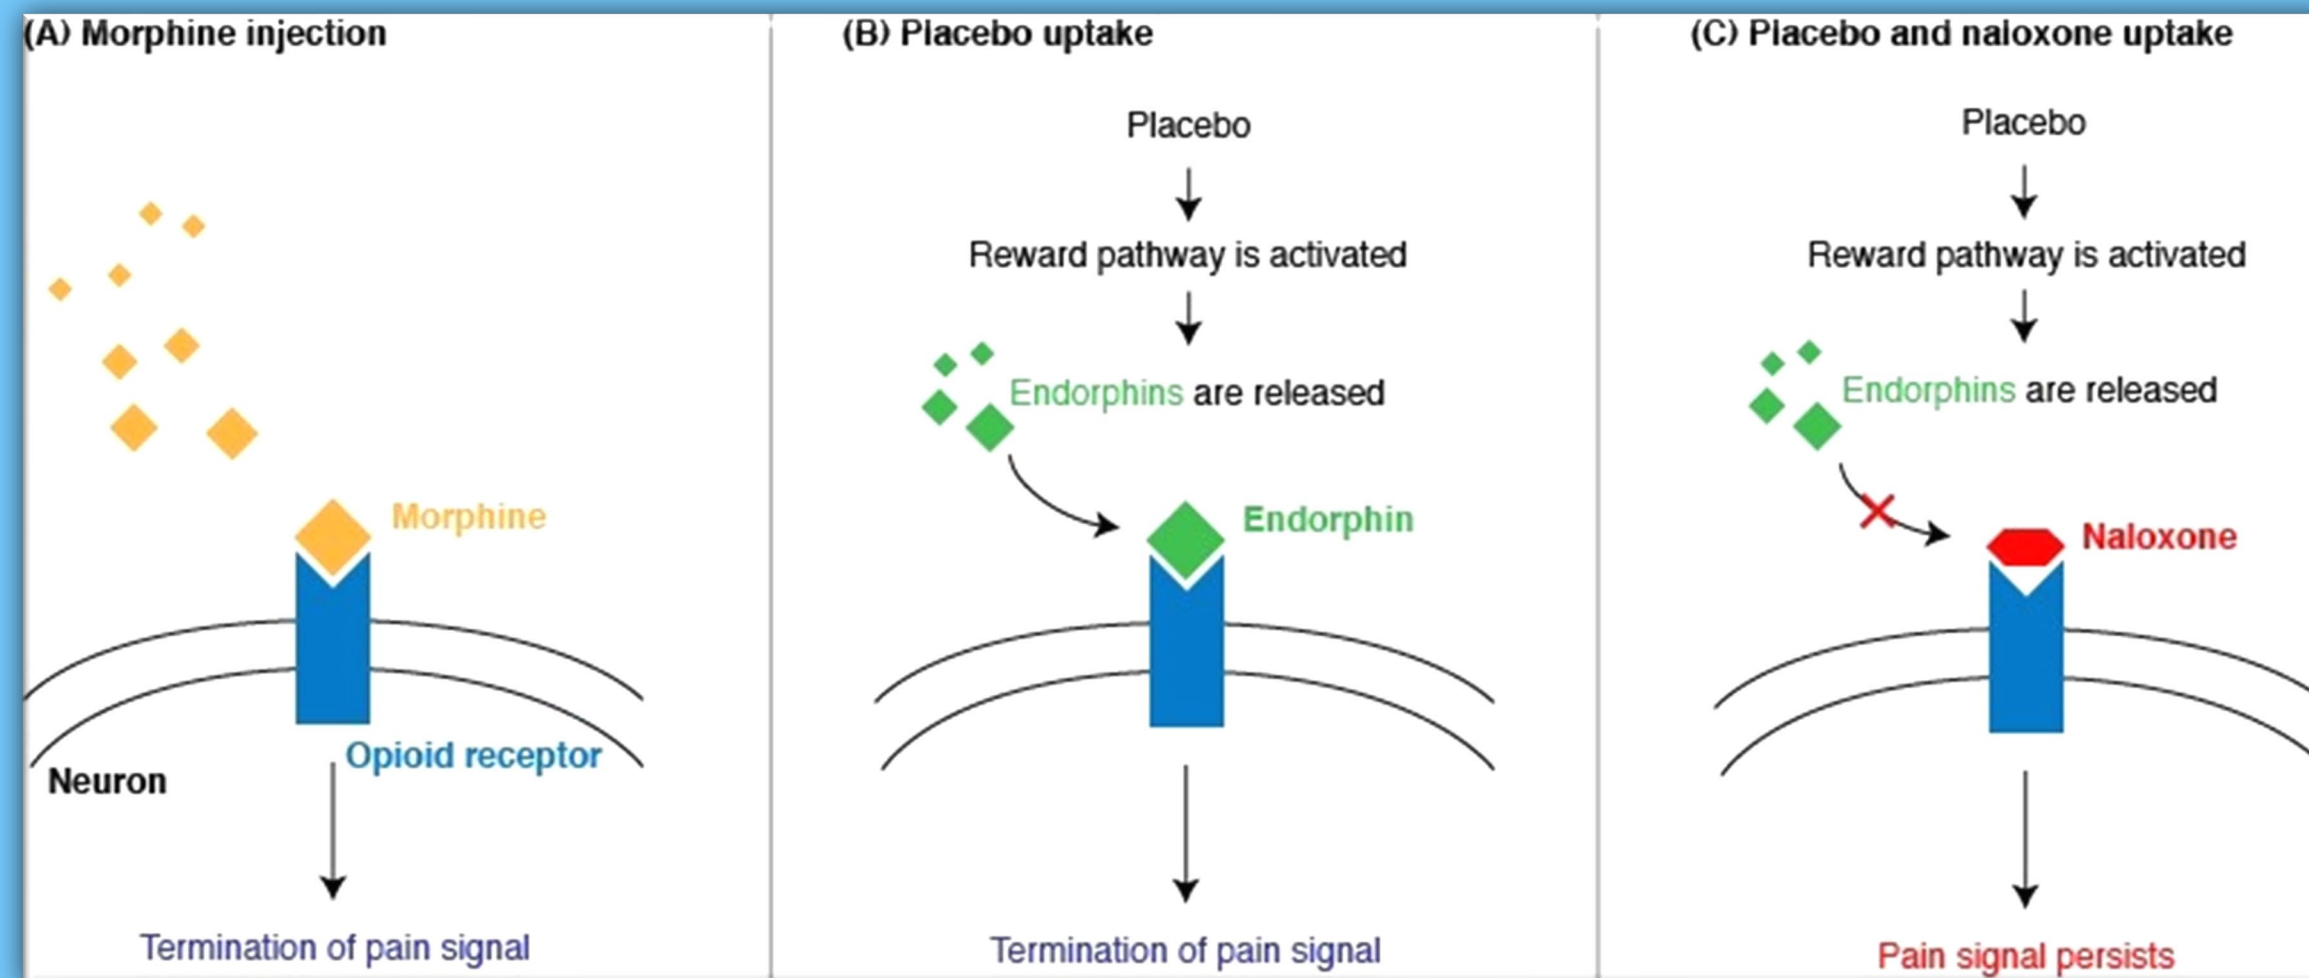 (A) Morphine injection
Morphine
Opioid receptor
Neuron
Termination of pain signal
(B) Placebo uptake
Placebo
Reward pathway is activated
Endorphins are released
Endorphin
Termination of pain signal
(C) Placebo and naloxone uptake
Placebo
Reward pathway is activated
Endorphins are released
Naloxone
Pain signal persists